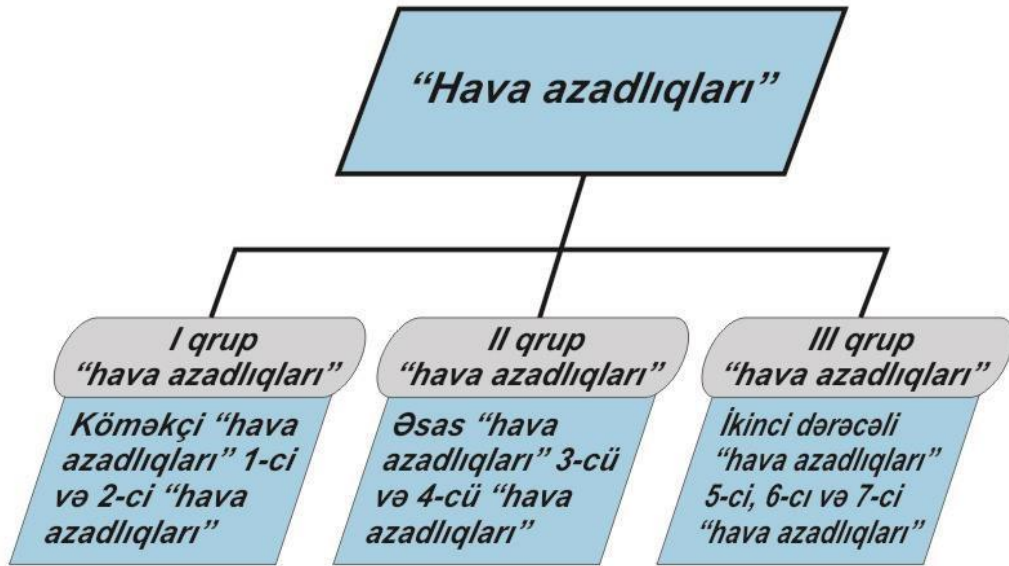 “Hava azadlıqları”
I qrup
“hava azadlıqları”
Köməkçi “hava
azadlıqları” 1-ci
və 2-ci “hava
azadlıqları”
II qrup
“hava azadlıqları”
Əsas “hava
azadlıqları” 3-cü
və 4-cü “hava
azadlıqları”
III qrup
“hava azadlıqları”
İkinci dərəcəli
“hava azadlıqları”
5-ci, 6-cı və 7-ci
“hava azadlıqları”